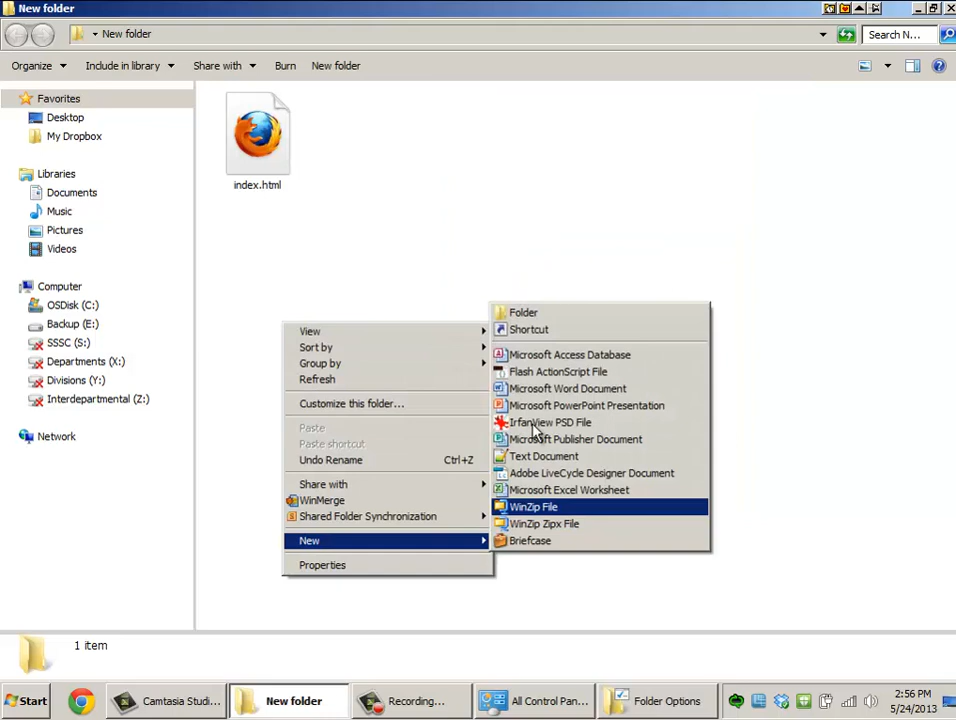 New folder
New folder
Search N...
Organize
Include in library
Share with
Burn
New folder
Favorites
Desktop
My Dropbox
Libraries
Documents
Music
Pictures
Videos
Computer
OSDisk (C:)
Backup (E:)
SSSC (S:)
Departments (X:)
Divisions (Y:)
Interdepartmental (Z:)
Network
index.html
View
Sort by
Group by
Refresh
Customize this folder...
Paste
Paste shortcut
Undo Rename Ctrl+Z
Share with
WinMerge
Shared Folder Synchronization
New
Properties
Folder
Shortcut
Microsoft Access Database
Flash ActionScript File
Microsoft Word Document
Microsoft PowerPoint Presentation
IrfanView PSD File
Microsoft Publisher Document
Text Document
Adobe LiveCycle Designer Document
Microsoft Excel Worksheet
WinZip File
WinZip Zipx File
Briefcase
1 item
Start
Camtasia Studi...
New folder
Recording...
All Control Pan...
Folder Options
2:56 PM
5/24/2013